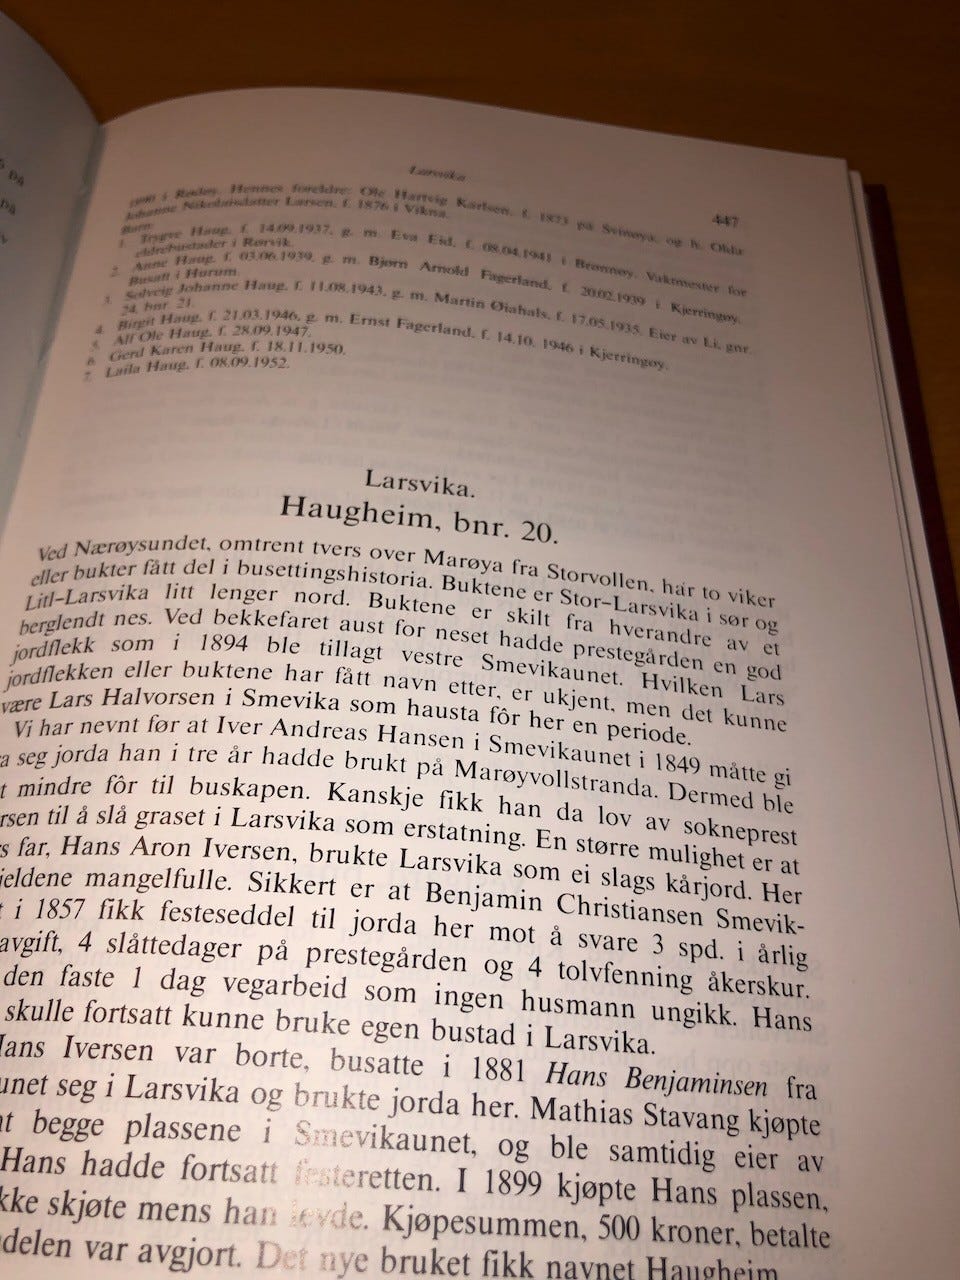 Larsvika
447
1890 i Rødøy. Hennes foreldre: Ole Hartvig Karlsen, f. 1873 på Svinøya, og h. Olda
Johanne Nikolaisdatter Larsen, f. 1876 i Vikna.
Barn:
1. Trygve Haug, f. 14.09.1937, g. m. Eva Eid, f. 08.04.1941 i Brønnøy. Vaktmester for
eldrebustader i Rørvik.
2. Anne Haug, f. 03.06.1939, g. m. Bjørn Arnold Fagerland, f. 20.02.1939 i Kjerringøy.
Busatt i Hurum.
3. Solveig Johanne Haug, f. 11.08.1943, g. m. Martin Øiahals, f. 17.05.1935. Eier av Li, gnr.
24, bnr. 21.
4. Birgit Haug, f. 21.03.1946, g. m. Ernst Fagerland, f. 14.10. 1946 i Kjerringøy.
5. Alf Ole Haug, f. 28.09.1947.
6. Gerd Karen Haug, f. 18.11.1950.
7. Laila Haug, f. 08.09.1952.
Larsvika.
Haugheim, bnr. 20.
Ved Nærøysundet, omtrent tvers over Marøya fra Storvollen, har to viker
eller bukter fått del i busettingshistoria. Buktene er Stor-Larsvika i sør og
Litl-Larsvika litt lenger nord. Buktene er skilt fra hverandre av et
berglendt nes. Ved bekkefaret aust for neset hadde prestegården en god
jordflekk som i 1894 ble tillagt vestre Smevikaunet. Hvilken Lars
jordflekken eller buktene har fått navn etter, er ukjent, men det kunne
være Lars Halvorsen i Smevika som hausta fôr her en periode.
Vi har nevnt før at Iver Andreas Hansen i Smevikaunet i 1849 måtte gi
seg jorda han i tre år hadde brukt på Marøyvollstranda. Dermed ble
mindre fôr til buskapen. Kanskje fikk han da lov av sokneprest
rsen til å slå graset i Larsvika som erstatning. En større mulighet er at
s far, Hans Aron Iversen, brukte Larsvika som ei slags kårjord. Her
jeldene mangelfulle. Sikkert er at Benjamin Christiansen Smevik-
t i 1857 fikk festeseddel til jorda her mot å svare 3 spd. i årlig
avgift, 4 slåttedager på prestegården og 4 tolvfenning åkerskur.
den faste 1 dag vegarbeid som ingen husmann ungikk. Hans
skulle fortsatt kunne bruke egen bustad i Larsvika.
Hans Iversen var borte, busatte i 1881 Hans Benjaminsen fra
unet seg i Larsvika og brukte jorda her. Mathias Stavang kjøpte
at begge plassene i Smevikaunet, og ble samtidig eier av
Hans hadde fortsatt festeretten. I 1899 kjøpte Hans plassen,
kke skjøte mens han levde. Kjøpesummen, 500 kroner, betalte
delen var avgjort. Det nye bruket fikk navnet Haugheim